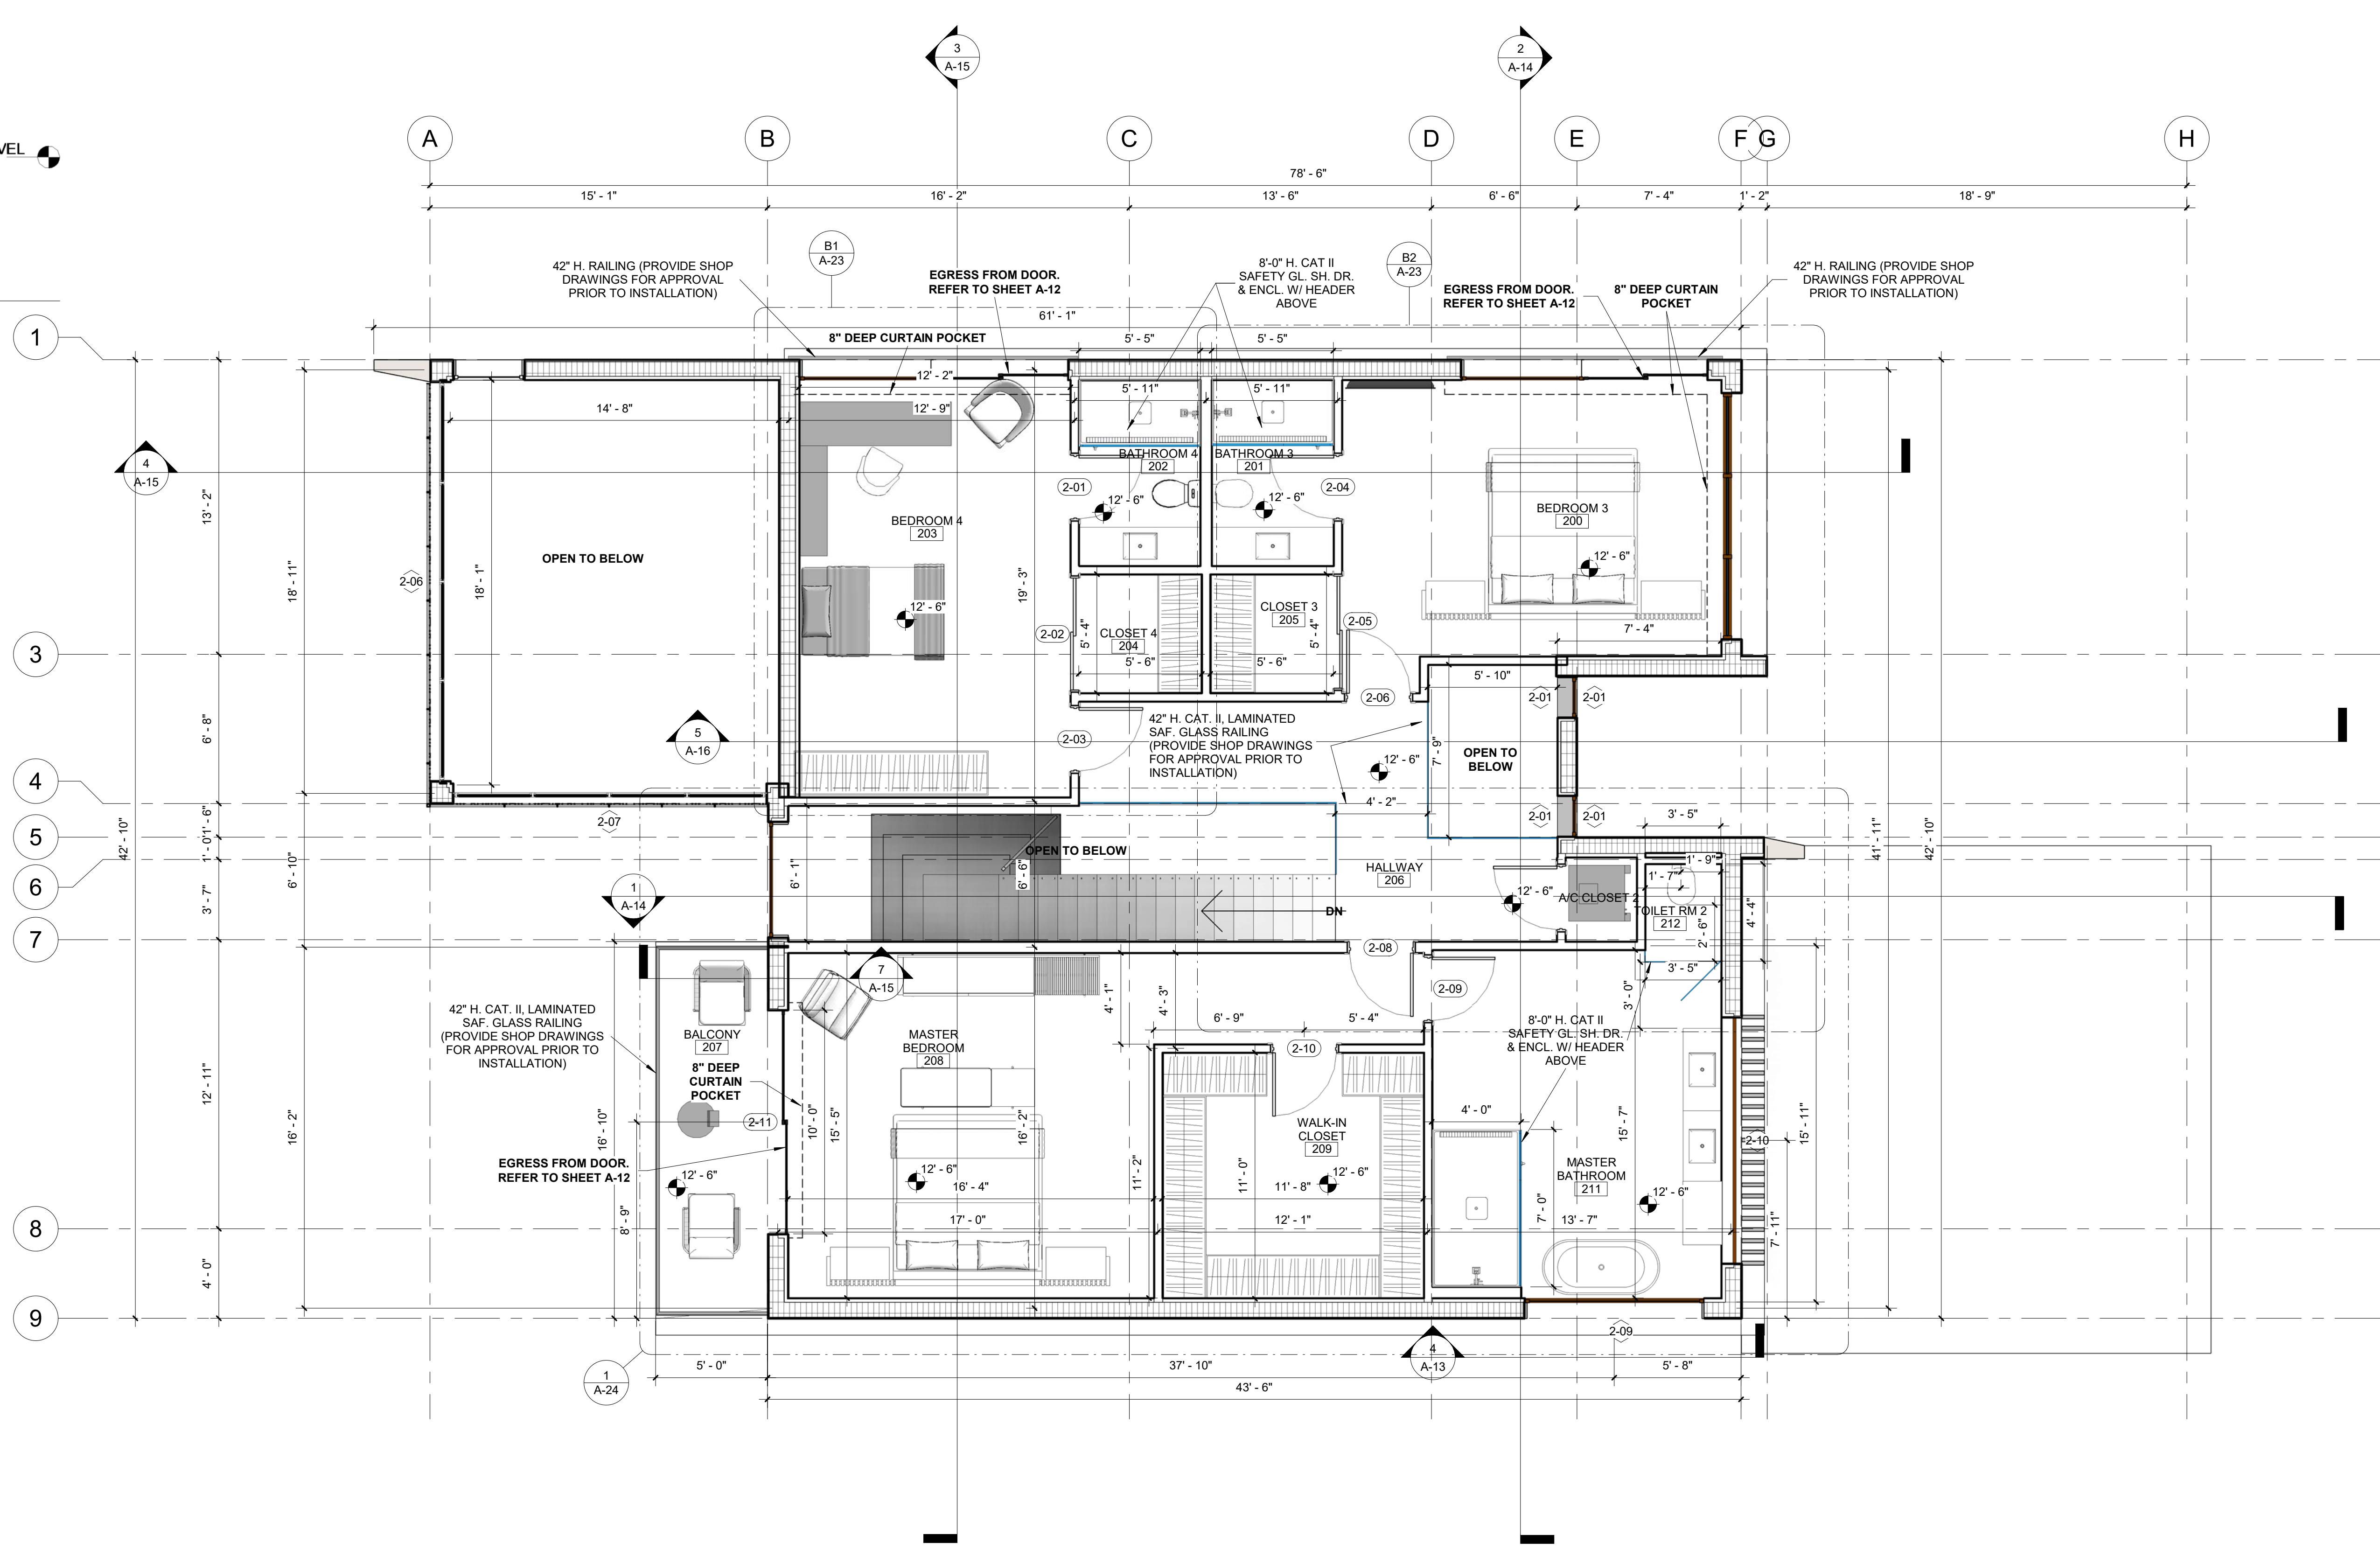 3
A-15
2
A-14
A
B
C
D
E
F
G
H
VEL
78' - 6"
15' - 1"
16' - 2"
13' - 6"
6' - 6"
7' - 4"
1' - 2"
18' - 9"
B1
A-23
B2
A-23
42" H. RAILING (PROVIDE SHOP
DRAWINGS FOR APPROVAL
PRIOR TO INSTALLATION)
EGRESS FROM DOOR.
REFER TO SHEET A-12
8'-0" H. CAT II
SAFETY GL. SH. DR.
& ENCL. W/ HEADER
ABOVE
EGRESS FROM DOOR.
REFER TO SHEET A-12
8" DEEP CURTAIN
POCKET
42" H. RAILING (PROVIDE SHOP
DRAWINGS FOR APPROVAL
PRIOR TO INSTALLATION)
61' - 1"
1
8" DEEP CURTAIN POCKET
5' - 5"
5' - 5"
12' - 2"
5' - 11"
5' - 11"
14' - 8"
12' - 9"
4
A-15
BATHROOM 4
202
BATHROOM 3
201
2-01
12' - 6"
12' - 6"
2-04
13' - 2"
BEDROOM 4
203
BEDROOM 3
200
OPEN TO BELOW
12' - 6"
2-06
18' - 11"
18' - 1"
19' - 3"
12' - 6"
CLOSET 3
205
2-05
2-02
CLOSET 4
204
5' - 4"
5' - 4"
7' - 4"
3
5' - 6"
5' - 6"
5' - 10"
2-06
2-01
2-01
6' - 8"
5
A-16
2-03
42" H. CAT. II, LAMINATED
SAF. GLASS RAILING
(PROVIDE SHOP DRAWINGS
FOR APPROVAL PRIOR TO
INSTALLATION)
12' - 6"
7' - 9"
OPEN TO
BELOW
4
4' - 2"
1' - 6"
2-07
2-01
2-01
3' - 5"
5
1' - 0"
42' - 10"
OPEN TO BELOW
41' - 11"
42' - 10"
6
6' - 10"
6' - 1"
6' - 6"
HALLWAY
206
1' - 9"
1' - 7"
3' - 7"
1
A-14
12' - 6"
A/C CLOSET 2
DN
TOILET RM 2
212
4' - 4"
2' - 6"
7
2-08
7
A-15
3' - 5"
2-09
4' - 1"
4' - 3"
3' - 0"
42" H. CAT. II, LAMINATED
SAF. GLASS RAILING
(PROVIDE SHOP DRAWINGS
FOR APPROVAL PRIOR TO
INSTALLATION)
BALCONY
207
MASTER
BEDROOM
208
6' - 9"
5' - 4"
8'-0" H. CAT II
SAFETY GL. SH. DR.
& ENCL. W/ HEADER
ABOVE
2-10
8" DEEP
CURTAIN
POCKET
12' - 11"
16' - 2"
16' - 10"
2-11
10' - 0"
15' - 5"
16' - 2"
4' - 0"
WALK-IN
CLOSET
209
15' - 7"
15' - 11"
2-10
EGRESS FROM DOOR.
REFER TO SHEET A-12
12' - 6"
12' - 6"
16' - 4"
11' - 2"
11' - 0"
12' - 6"
11' - 8"
MASTER
BATHROOM
211
12' - 6"
7' - 0"
8
8' - 9"
17' - 0"
12' - 1"
13' - 7"
7' - 11"
4' - 0"
9
2-09
1
A-24
5' - 0"
37' - 10"
4
A-13
5' - 8"
43' - 6"